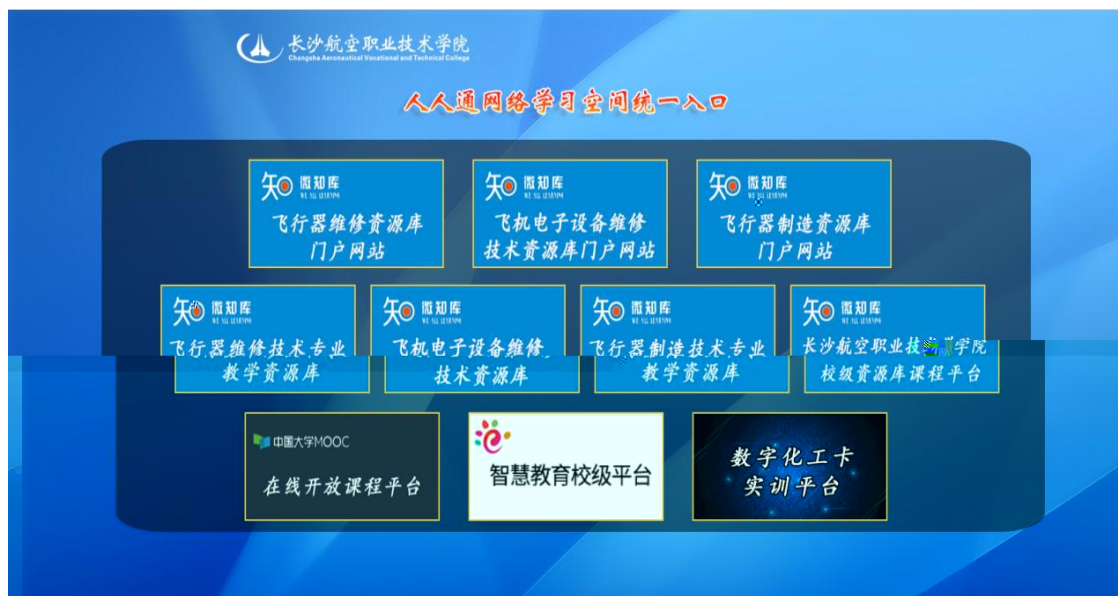 长沙航空职业技术学院
Changsha Aeronautical Vocational and Technical College
人人通网络学习空间统一入口
知 微知库
飞行器维修资源库
门户网站
知 微知库
飞机电子设备维修
技术资源库门户网站
知 微知库
飞行器制造资源库
门户网站
知 微知库
飞行器维修技术专业
教学资源库
知 微知库
飞机电子设备维修
技术资源库
知 微知库
飞行器制造技术专业
教学资源库
知 微知库
长沙航空职业技术学院
校级资源库课程平台
中国大学MOOC
在线开放课程平台
智慧教育校级平台
数字化工卡
实训平台